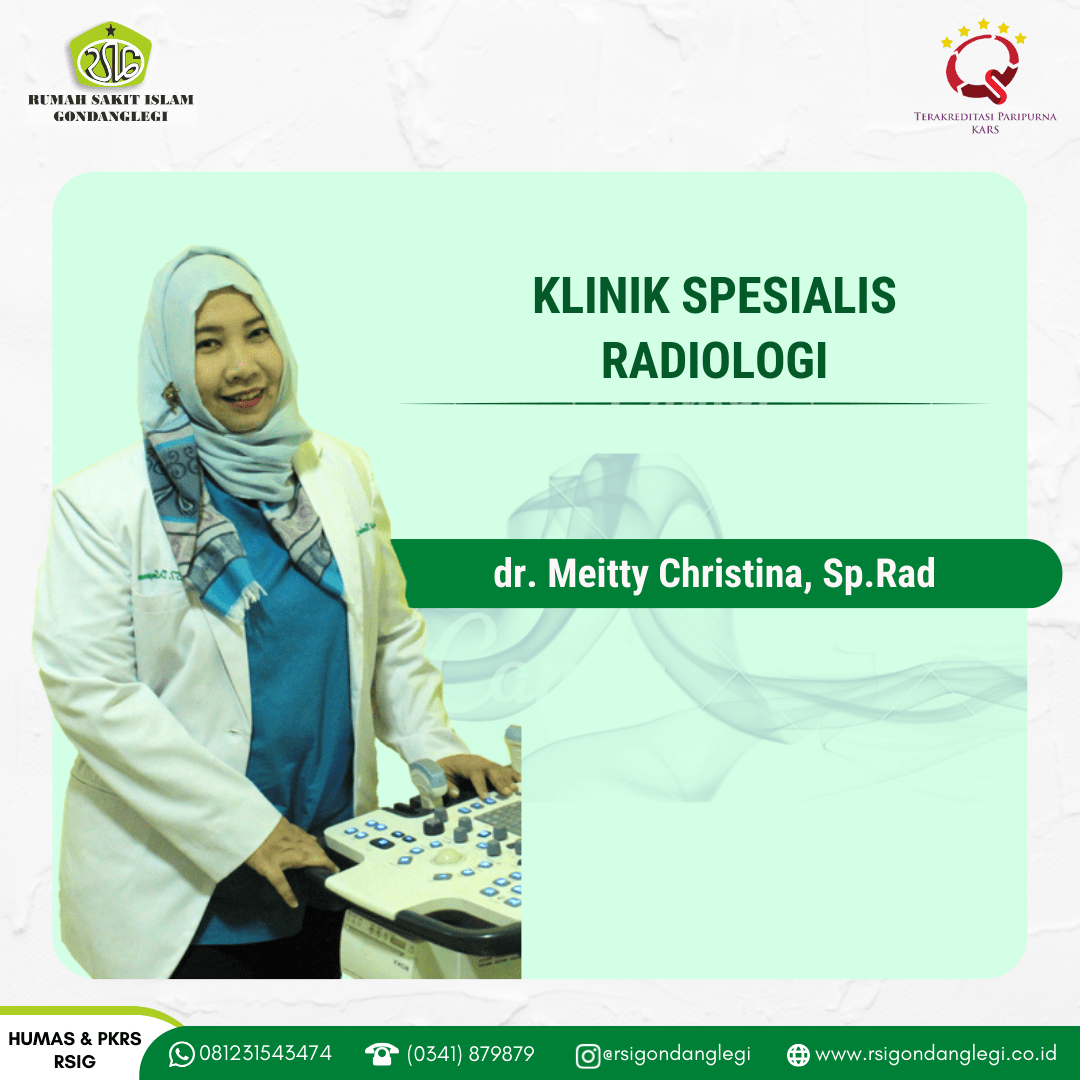 RSIG
RUMAH SAKIT ISLAM
GONDANGLEGI
TERAKREDITASI PARIPURNA
KARS
KLINIK SPESIALIS
RADIOLOGI
dr. Meitty Christina, Sp.Rad
HUMAS & PKRS
RSIG
081231543474
(0341) 879879
@rsigondanglegi
www.rsigondanglegi.co.id